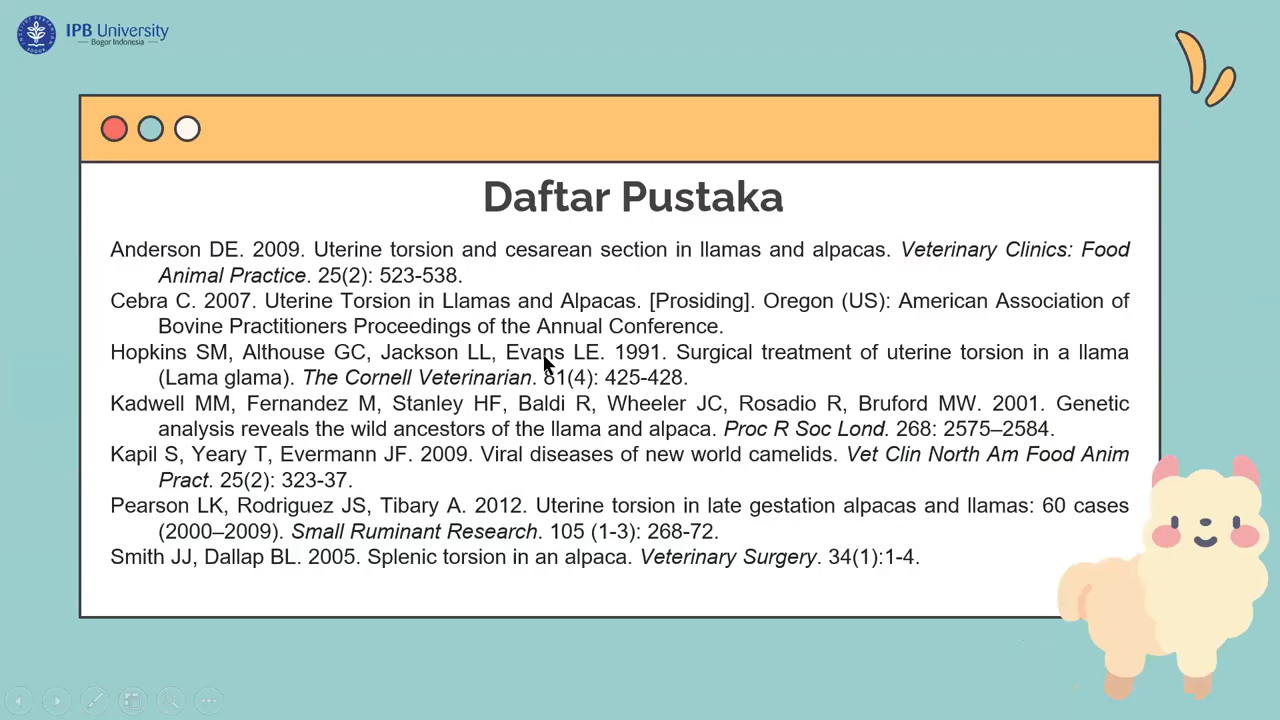 IPB University
Bogor Indonesia
Daftar Pustaka
Anderson DE. 2009. Uterine torsion and cesarean section in llamas and alpacas. Veterinary Clinics: Food
Animal Practice. 25(2): 523-538.
Cebra C. 2007. Uterine Torsion in Llamas and Alpacas. [Prosiding]. Oregon (US): American Association of
Bovine Practitioners Proceedings of the Annual Conference.
Hopkins SM, Althouse GC, Jackson LL, Evans LE. 1991. Surgical treatment of uterine torsion in a llama
(Lama glama). The Cornell Veterinarian. 81(4): 425-428.
Kadwell MM, Fernandez M, Stanley HF, Baldi R, Wheeler JC, Rosadio R, Bruford MW. 2001. Genetic
analysis reveals the wild ancestors of the llama and alpaca. Proc R Soc Lond. 268: 2575–2584.
Kapil S, Yeary T, Evermann JF. 2009. Viral diseases of new world camelids. Vet Clin North Am Food Anim
Pract. 25(2): 323-37.
Pearson LK, Rodriguez JS, Tibary A. 2012. Uterine torsion in late gestation alpacas and llamas: 60 cases
(2000–2009). Small Ruminant Research. 105 (1-3): 268-72.
Smith JJ, Dallap BL. 2005. Splenic torsion in an alpaca. Veterinary Surgery. 34(1):1-4.